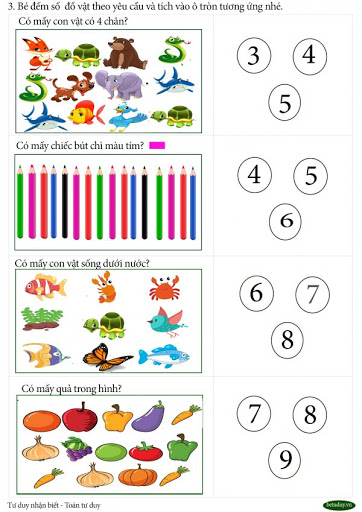 3. Bé đếm số đồ vật theo yêu cầu và tích vào ô tròn tương ứng nhé.
Có mấy con vật có 4 chân?
3 4
5
Có mấy chiếc bút chì màu tím?
4 5
6
Có mấy con vật sống dưới nước?
6 7
8
Có mấy quả trong hình?
7 8
9
Tư duy nhận biết - Toán tư duy
betaday.vn